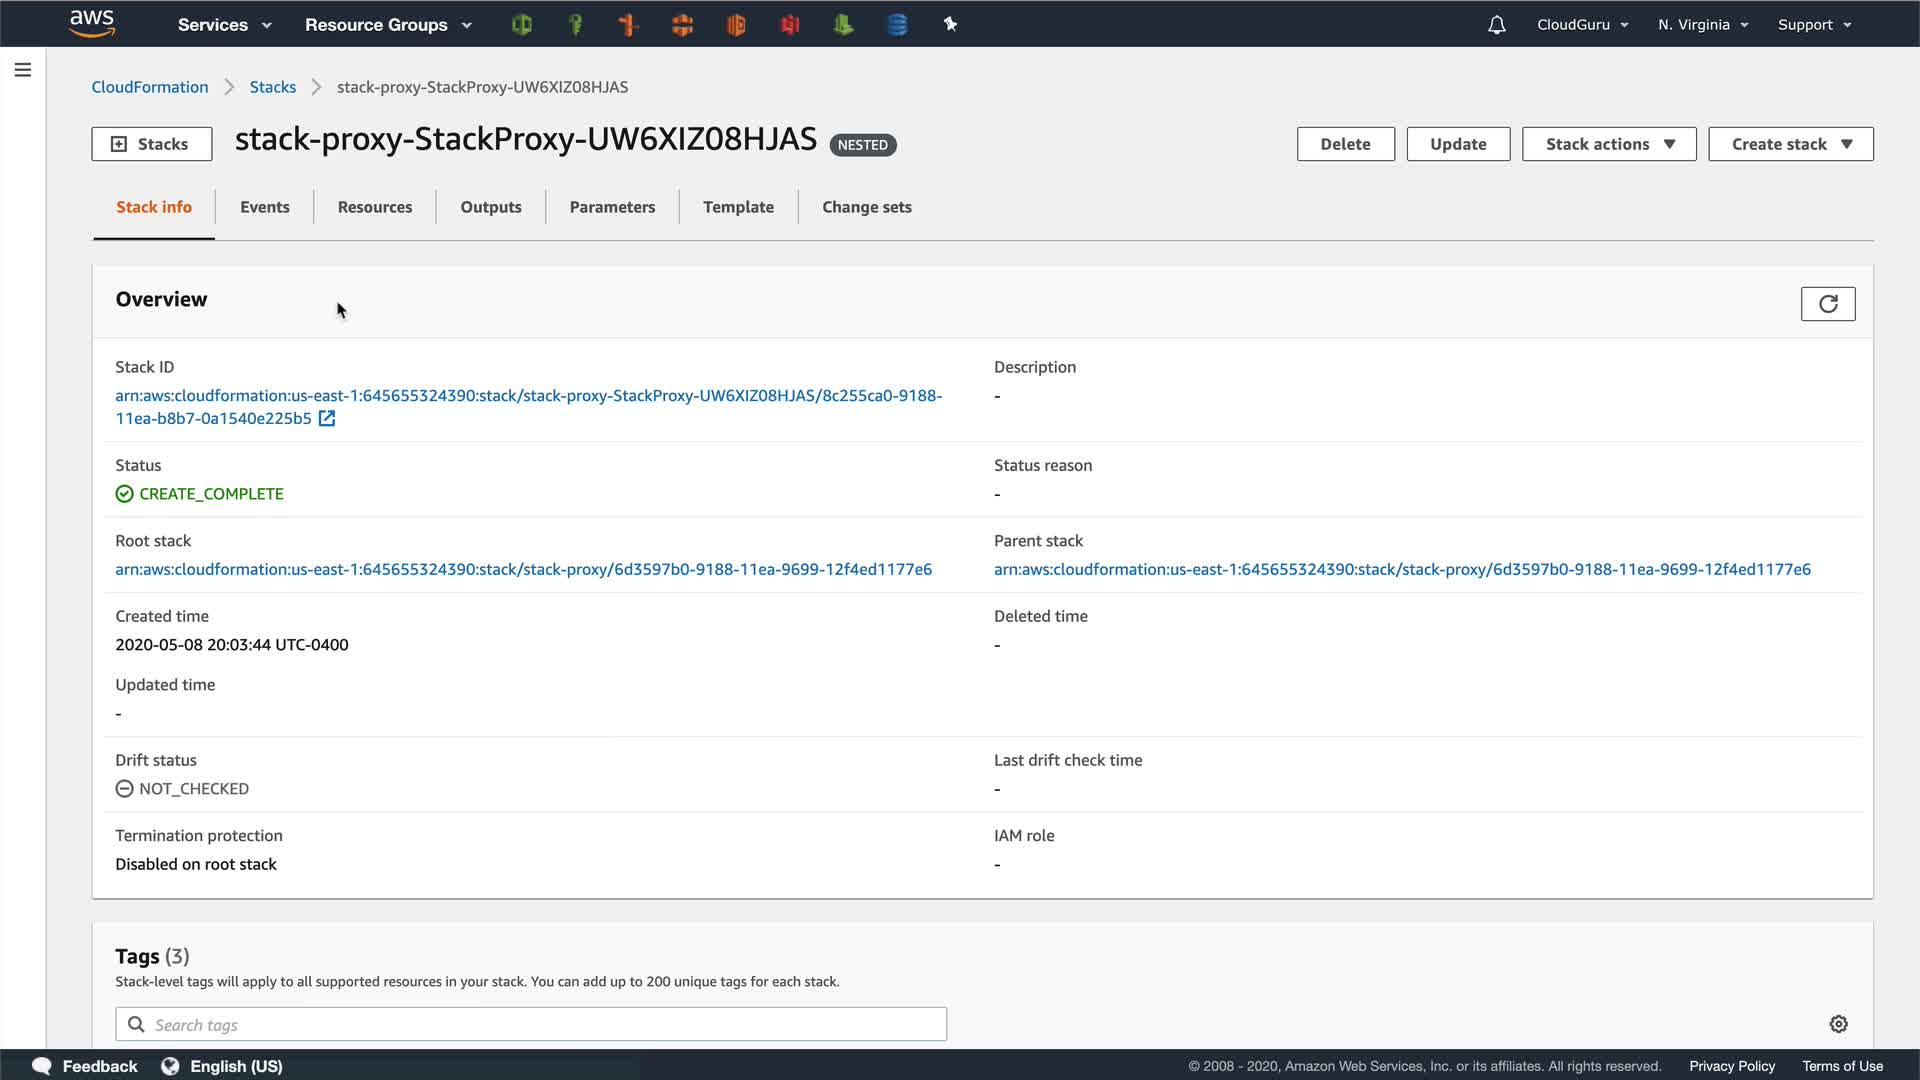 aws Services Resource Groups CloudGuru N. Virginia Support
CloudFormation Stacks stack-proxy-StackProxy-UW6XIZ08HJAS
Stacks stack-proxy-StackProxy-UW6XIZ08HJAS NESTED Delete Update Stack actions Create stack
Stack info Events Resources Outputs Parameters Template Change sets
Overview
Stack ID
arn:aws:cloudformation:us-east-1:645655324390:stack/stack-proxy-StackProxy-UW6XIZ08HJAS/8c255ca0-9188-
11ea-b8b7-0a1540e225b5
Description
-
Status
CREATE_COMPLETE
Status reason
-
Root stack
arn:aws:cloudformation:us-east-1:645655324390:stack/stack-proxy/6d3597b0-9188-11ea-9699-12f4ed1177e6
Parent stack
arn:aws:cloudformation:us-east-1:645655324390:stack/stack-proxy/6d3597b0-9188-11ea-9699-12f4ed1177e6
Created time
2020-05-08 20:03:44 UTC-0400
Deleted time
-
Updated time
-
Drift status
NOT_CHECKED
Last drift check time
-
Termination protection
Disabled on root stack
IAM role
-
Tags (3)
Stack-level tags will apply to all supported resources in your stack. You can add up to 200 unique tags for each stack.
Search tags
Feedback English (US) © 2008 - 2020, Amazon Web Services, Inc. or its affiliates. All rights reserved. Privacy Policy Terms of Use